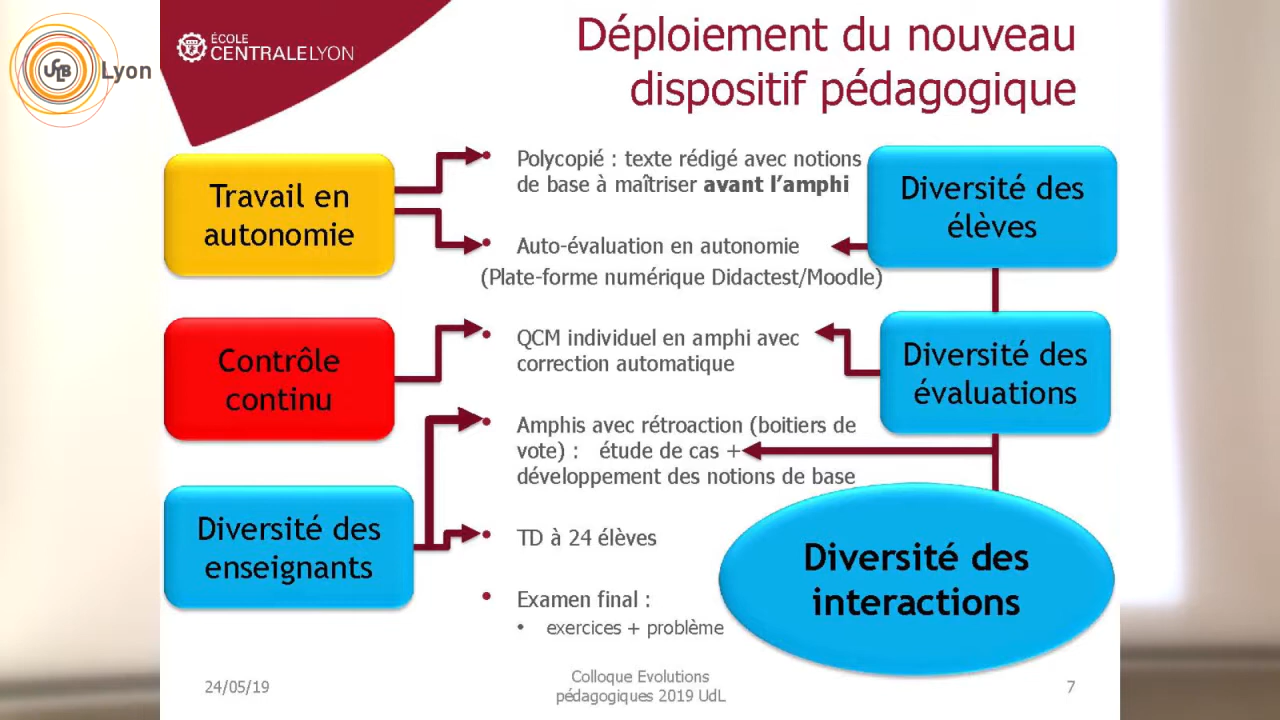 UCLB Lyon
ÉCOLE
CENTRALELYON
Déploiement du nouveau
dispositif pédagogique
Travail en
autonomie
• Polycopié : texte rédigé avec notions
de base à maîtriser avant l'amphi
Diversité des
élèves
• Auto-évaluation en autonomie
(Plate-forme numérique Didactest/Moodle)
Contrôle
continu
• QCM individuel en amphi avec
correction automatique
Diversité des
évaluations
• Amphis avec rétroaction (boitiers de
vote) : étude de cas +
développement des notions de base
Diversité des
enseignants
• TD à 24 élèves
Diversité des
interactions
• Examen final :
• exercices + problème
24/05/19
Colloque Evolutions
pédagogiques 2019 UdL
7